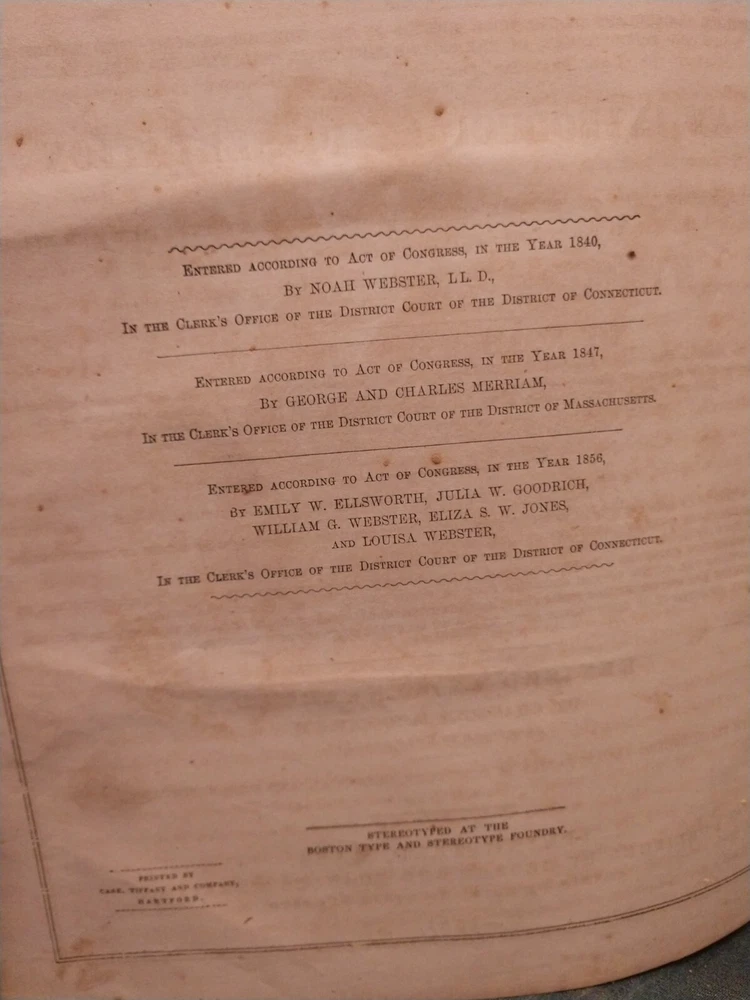 Entered according to Act of Congress, in the Year 1840,
By NOAH WEBSTER, LL. D.,
In the Clerk's Office of the District Court of the District of Connecticut.
Entered according to Act of Congress, in the Year 1847,
By GEORGE AND CHARLES MERRIAM,
In the Clerk's Office of the District Court of the District of Massachusetts.
Entered according to Act of Congress, in the Year 1856,
By EMILY W. ELLSWORTH, JULIA W. GOODRICH,
WILLIAM G. WEBSTER, ELIZA S. W. JONES,
and LOUISA WEBSTER,
In the Clerk's Office of the District Court of the District of Connecticut.
STEREOTYPED AT THE
BOSTON TYPE AND STEREOTYPE FOUNDRY.
PRINTED BY
CASE, TIFFANY AND COMPANY,
HARTFORD.